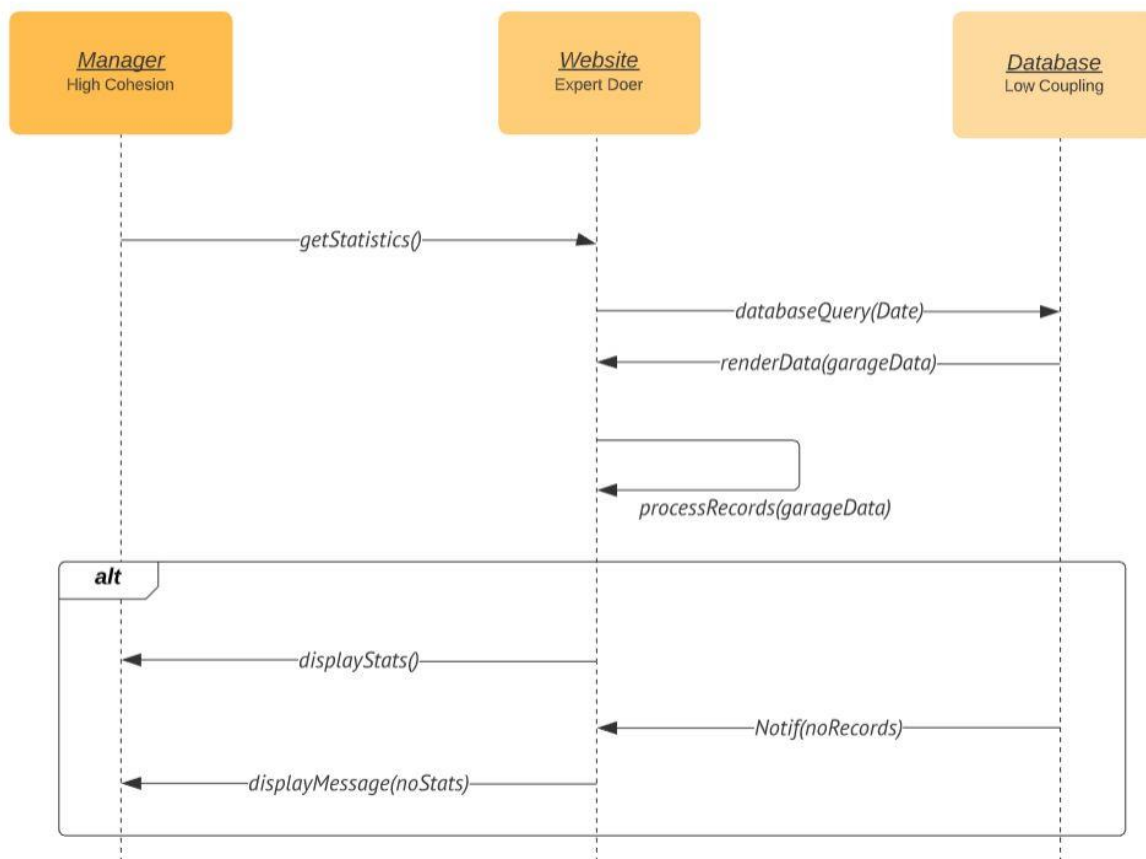 Manager
High Cohesion
Website
Expert Doer
Database
Low Coupling
getStatistics()
databaseQuery(Date)
renderData(garageData)
processRecords(garageData)
alt
displayStats()
Notif(noRecords)
displayMessage(noStats)